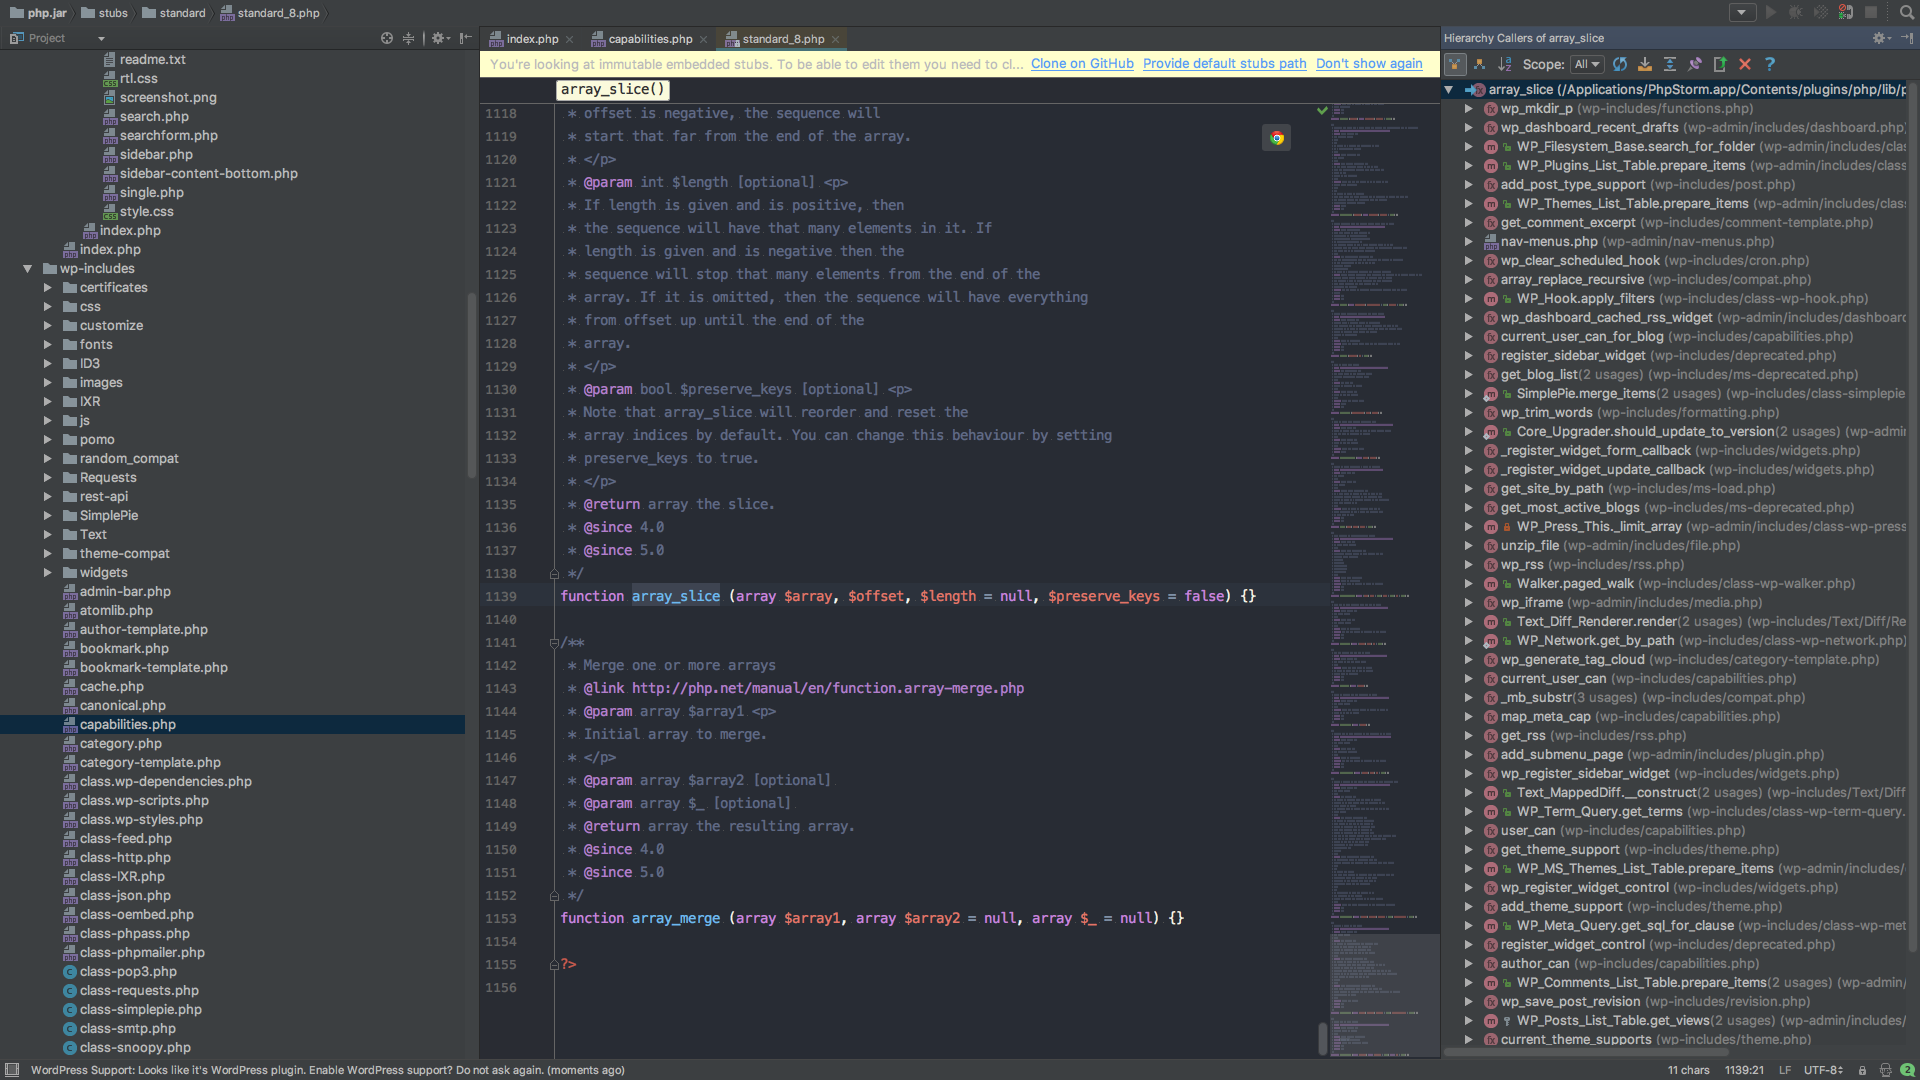 php.jar
stubs
standard
standard_8.php
Project
readme.txt
rtl.css
screenshot.png
search.php
searchform.php
sidebar.php
sidebar-content-bottom.php
single.php
style.css
index.php
index.php
wp-includes
certificates
css
customize
fonts
ID3
images
IXR
js
pomo
random_compat
Requests
rest-api
SimplePie
Text
theme-compat
widgets
admin-bar.php
atomlib.php
author-template.php
bookmark.php
bookmark-template.php
cache.php
canonical.php
capabilities.php
category.php
category-template.php
class.wp-dependencies.php
class.wp-scripts.php
class.wp-styles.php
class-feed.php
class-http.php
class-IXR.php
class-json.php
class-oembed.php
class-phpass.php
class-phpmailer.php
class-pop3.php
class-requests.php
class-simplepie.php
class-smtp.php
class-snoopy.php
index.php
capabilities.php
standard_8.php
You're looking at immutable embedded stubs. To be able to edit them you need to cl... Clone on GitHub Provide default stubs path Don't show again
array_slice()
1118 * offset is negative, the sequence will
1119 * start that far from the end of the array.
1120 * </p>
1121 * @param int $length [optional] <p>
1122 * If length is given and is positive, then
1123 * the sequence will have that many elements in it. If
1124 * length is given and is negative then the
1125 * sequence will stop that many elements from the end of the
1126 * array. If it is omitted, then the sequence will have everything
1127 * from offset up until the end of the
1128 * array.
1129 * </p>
1130 * @param bool $preserve_keys [optional] <p>
1131 * Note that array_slice will reorder and reset the
1132 * array indices by default. You can change this behaviour by setting
1133 * preserve_keys to true.
1134 * </p>
1135 * @return array the slice.
1136 * @since 4.0
1137 * @since 5.0
1138 */
1139 function array_slice (array $array, $offset, $length = null, $preserve_keys = false) {}
1140
1141 /**
1142 * Merge one or more arrays
1143 * @link http://php.net/manual/en/function.array-merge.php
1144 * @param array $array1 <p>
1145 * Initial array to merge.
1146 * </p>
1147 * @param array $array2 [optional]
1148 * @param array $_ [optional]
1149 * @return array the resulting array.
1150 * @since 4.0
1151 * @since 5.0
1152 */
1153 function array_merge (array $array1, array $array2 = null, array $_ = null) {}
1154
1155 ?>
1156
Hierarchy Callers of array_slice
Scope: All
array_slice (/Applications/PhpStorm.app/Contents/plugins/php/lib/p
wp_mkdir_p (wp-includes/functions.php)
wp_dashboard_recent_drafts (wp-admin/includes/dashboard.php)
WP_Filesystem_Base.search_for_folder (wp-admin/includes/clas
WP_Plugins_List_Table.prepare_items (wp-admin/includes/class
add_post_type_support (wp-includes/post.php)
WP_Themes_List_Table.prepare_items (wp-admin/includes/clas
get_comment_excerpt (wp-includes/comment-template.php)
nav-menus.php (wp-admin/nav-menus.php)
wp_clear_scheduled_hook (wp-includes/cron.php)
array_replace_recursive (wp-includes/compat.php)
WP_Hook.apply_filters (wp-includes/class-wp-hook.php)
wp_dashboard_cached_rss_widget (wp-admin/includes/dashboard
current_user_can_for_blog (wp-includes/capabilities.php)
register_sidebar_widget (wp-includes/deprecated.php)
get_blog_list(2 usages) (wp-includes/ms-deprecated.php)
SimplePie.merge_items(2 usages) (wp-includes/class-simplepie
wp_trim_words (wp-includes/formatting.php)
Core_Upgrader.should_update_to_version(2 usages) (wp-admin
_register_widget_form_callback (wp-includes/widgets.php)
_register_widget_update_callback (wp-includes/widgets.php)
get_site_by_path (wp-includes/ms-load.php)
get_most_active_blogs (wp-includes/ms-deprecated.php)
WP_Press_This._limit_array (wp-admin/includes/class-wp-press
unzip_file (wp-admin/includes/file.php)
wp_rss (wp-includes/rss.php)
Walker.paged_walk (wp-includes/class-wp-walker.php)
wp_iframe (wp-admin/includes/media.php)
Text_Diff_Renderer.render(2 usages) (wp-includes/Text/Diff/Re
WP_Network.get_by_path (wp-includes/class-wp-network.php)
wp_generate_tag_cloud (wp-includes/category-template.php)
current_user_can (wp-includes/capabilities.php)
_mb_substr(3 usages) (wp-includes/compat.php)
map_meta_cap (wp-includes/capabilities.php)
get_rss (wp-includes/rss.php)
add_submenu_page (wp-admin/includes/plugin.php)
wp_register_sidebar_widget (wp-includes/widgets.php)
Text_MappedDiff.__construct(2 usages) (wp-includes/Text/Diff
WP_Term_Query.get_terms (wp-includes/class-wp-term-query.
user_can (wp-includes/capabilities.php)
get_theme_support (wp-includes/theme.php)
WP_MS_Themes_List_Table.prepare_items (wp-admin/includes/
wp_register_widget_control (wp-includes/widgets.php)
add_theme_support (wp-includes/theme.php)
WP_Meta_Query.get_sql_for_clause (wp-includes/class-wp-met
register_widget_control (wp-includes/deprecated.php)
author_can (wp-includes/capabilities.php)
WP_Comments_List_Table.prepare_items(2 usages) (wp-admin/
wp_save_post_revision (wp-includes/revision.php)
WP_Posts_List_Table.get_views(2 usages) (wp-admin/includes/
current_theme_supports (wp-includes/theme.php)
WordPress Support: Looks like it's WordPress plugin. Enable WordPress support? Do not ask again. (moments ago)
11 chars
1139:21
LF
UTF-8
2